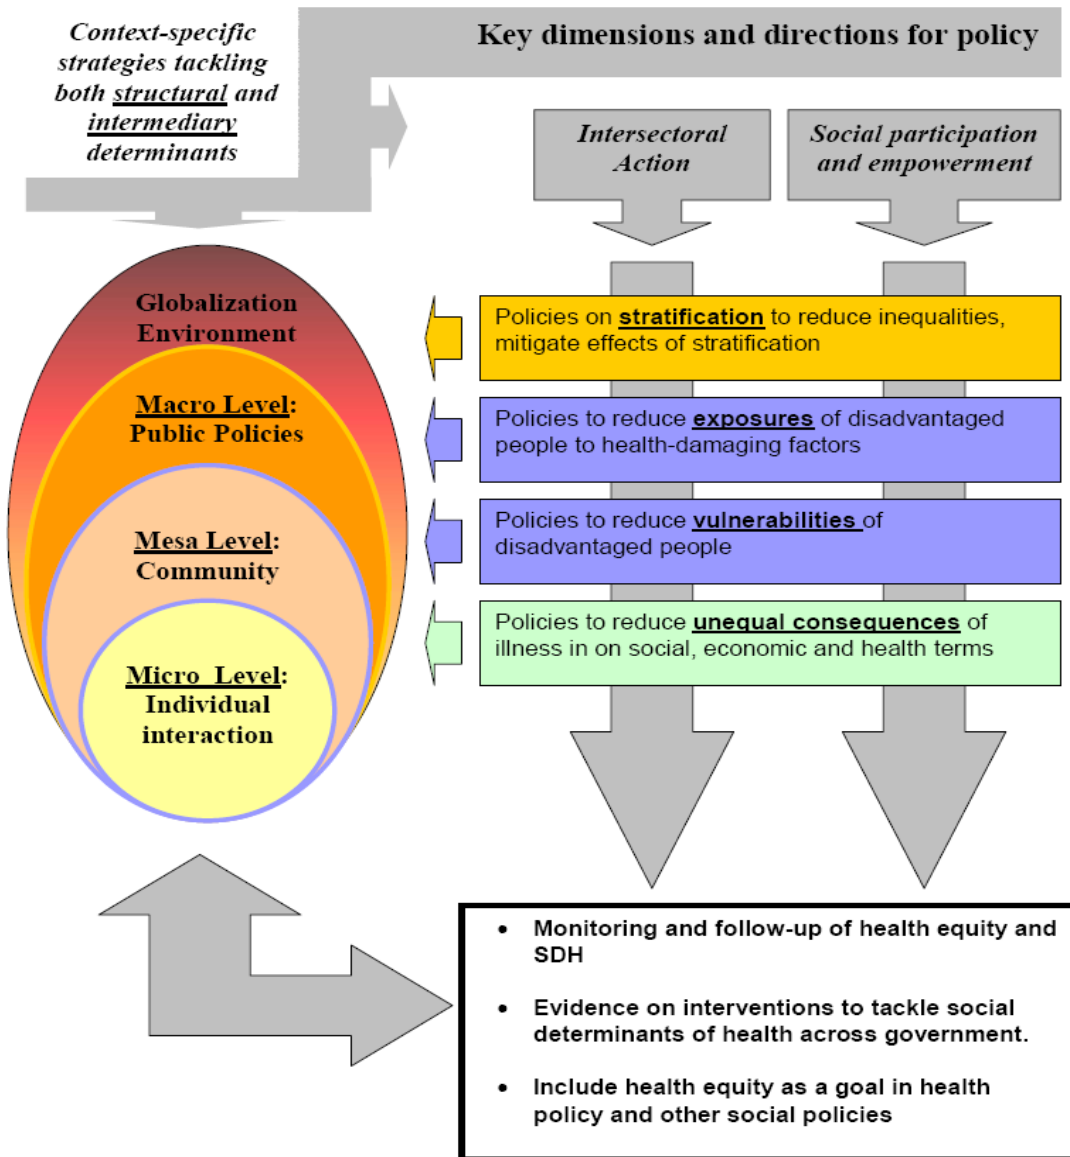 Context-specific
strategies tackling
both structural and
intermediary
determinants
Key dimensions and directions for policy
Intersectoral
Action
Social participation
and empowerment
Globalization
Environment
Macro Level:
Public Policies
Mesa Level:
Community
Micro Level:
Individual
interaction
Policies on stratification to reduce inequalities,
mitigate effects of stratification
Policies to reduce exposures of disadvantaged
people to health-damaging factors
Policies to reduce vulnerabilities of
disadvantaged people
Policies to reduce unequal consequences of
illness in on social, economic and health terms
• Monitoring and follow-up of health equity and
SDH
• Evidence on interventions to tackle social
determinants of health across government.
• Include health equity as a goal in health
policy and other social policies